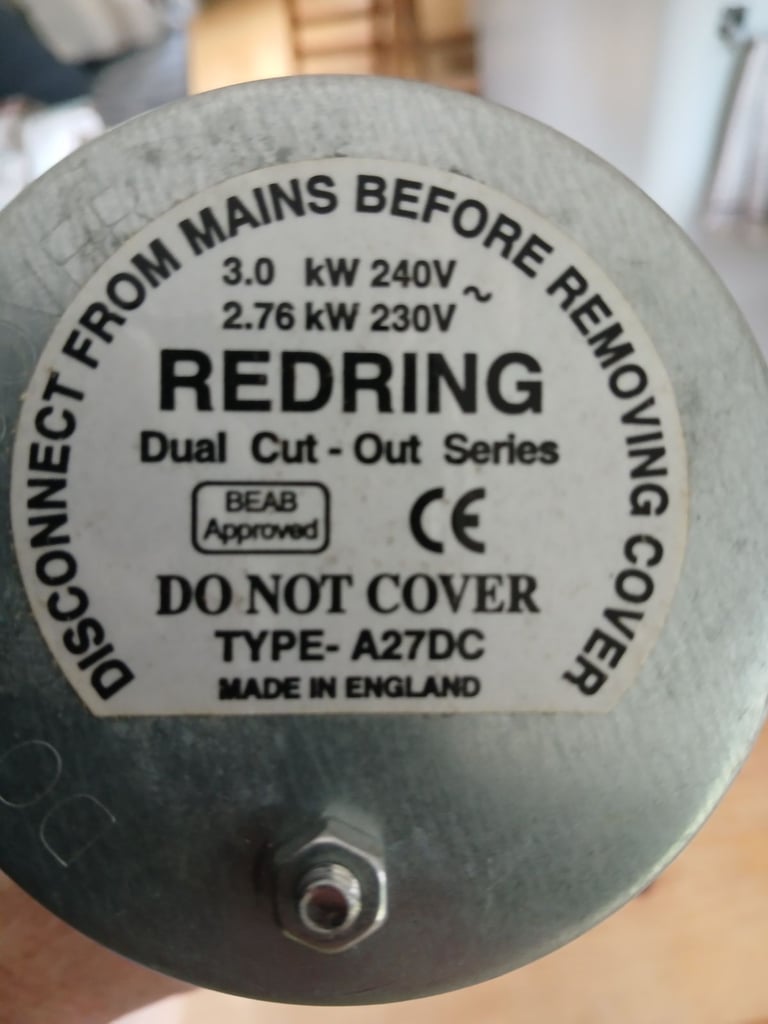 DISCONNECT FROM MAINS BEFORE REMOVING COVER
3.0 kW 240V ~
2.76 kW 230V
REDRING
Dual Cut-Out Series
BEAB
Approved
CE
DO NOT COVER
TYPE- A27DC
MADE IN ENGLAND